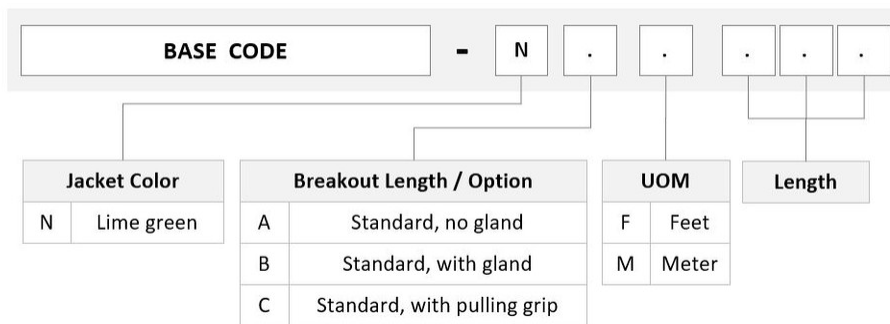 BASE CODE - N . . . . .
Jacket Color
N Lime green
Breakout Length / Option
A Standard, no gland
B Standard, with gland
C Standard, with pulling grip
UOM
F Feet
M Meter
Length